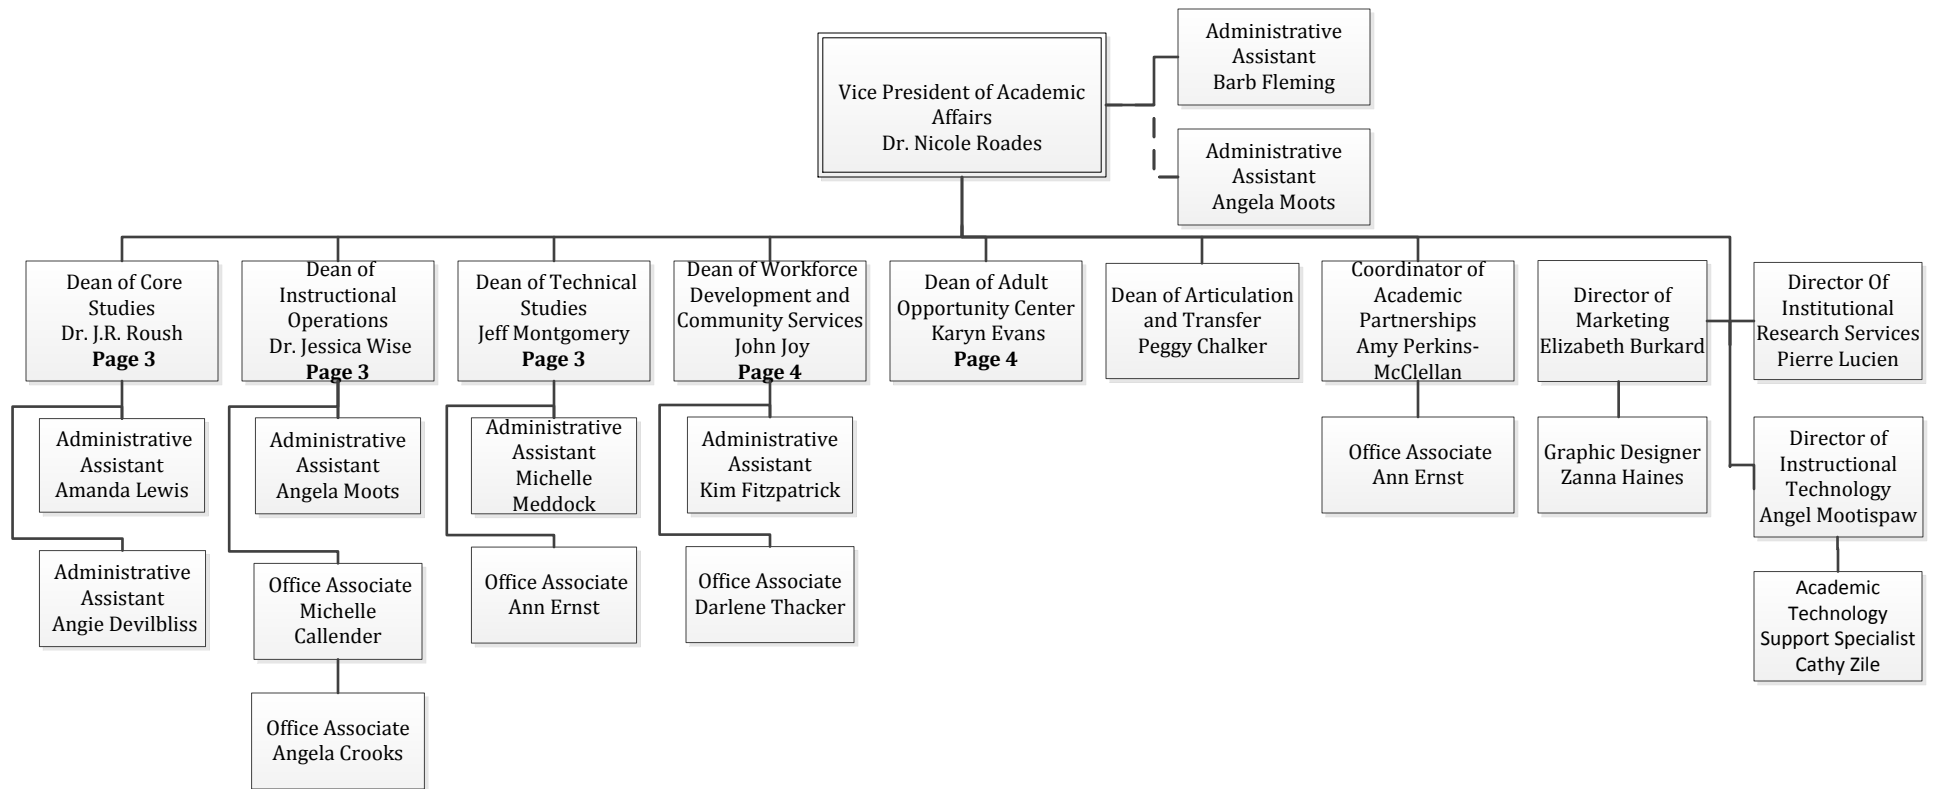 Administrative
Assistant
Barb Fleming
Vice President of Academic
Affairs
Dr. Nicole Roades
Administrative
Assistant
Angela Moots
Dean of Core
Studies
Dr. J.R. Roush
Page 3
Dean of
Instructional
Operations
Dr. Jessica Wise
Page 3
Dean of Technical
Studies
Jeff Montgomery
Page 3
Dean of Workforce
Development and
Community Services
John Joy
Page 4
Dean of Adult
Opportunity Center
Karyn Evans
Page 4
Dean of Articulation
and Transfer
Peggy Chalker
Coordinator of
Academic
Partnerships
Amy Perkins-
McClellan
Director of
Marketing
Elizabeth Burkard
Director Of
Institutional
Research Services
Pierre Lucien
Administrative
Assistant
Amanda Lewis
Administrative
Assistant
Angela Moots
Administrative
Assistant
Michelle
Meddock
Administrative
Assistant
Kim Fitzpatrick
Office Associate
Ann Ernst
Graphic Designer
Zanna Haines
Director of
Instructional
Technology
Angel Mootispaw
Administrative
Assistant
Angie Devilbliss
Office Associate
Michelle
Callender
Office Associate
Ann Ernst
Office Associate
Darlene Thacker
Academic
Technology
Support Specialist
Cathy Zile
Office Associate
Angela Crooks